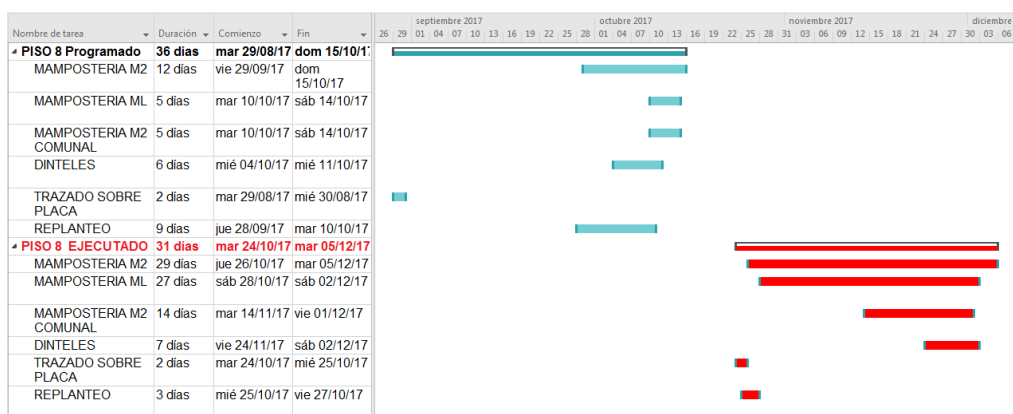 septiembre 2017 octubre 2017 noviembre 2017 diciembre
Nombre de tarea Duración Comienzo Fin 26 29 01 04 07 10 13 16 19 22 25 28 01 04 07 10 13 16 19 22 25 28 31 03 06 09 12 15 18 21 24 27 30 03 06
PISO 8 Programado 36 días mar 29/08/17 dom 15/10/17
MAMPOSTERIA M2 12 días vie 29/09/17 dom
15/10/17
MAMPOSTERIA ML 5 días mar 10/10/17 sáb 14/10/17
MAMPOSTERIA M2 5 días mar 10/10/17 sáb 14/10/17
COMUNAL
DINTELES 6 días mié 04/10/17 mié 11/10/17
TRAZADO SOBRE 2 días mar 29/08/17 mié 30/08/17
PLACA
REPLANTEO 9 días jue 28/09/17 mar 10/10/17
PISO 8 EJECUTADO 31 días mar 24/10/17 mar 05/12/17
MAMPOSTERIA M2 29 días jue 26/10/17 mar 05/12/17
MAMPOSTERIA ML 27 días sáb 28/10/17 sáb 02/12/17
MAMPOSTERIA M2 14 días mar 14/11/17 vie 01/12/17
COMUNAL
DINTELES 7 días vie 24/11/17 sáb 02/12/17
TRAZADO SOBRE 2 días mar 24/10/17 mié 25/10/17
PLACA
REPLANTEO 3 días mié 25/10/17 vie 27/10/17